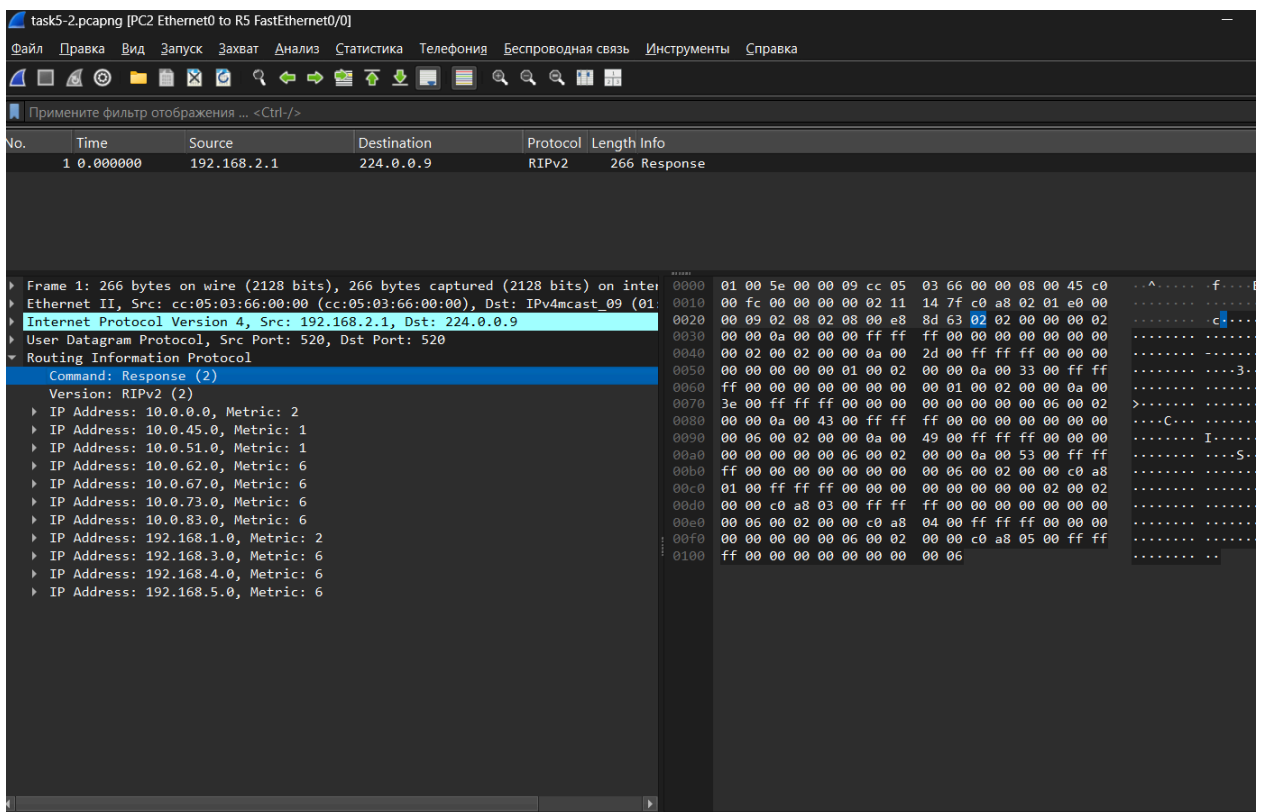 task5-2.pcapng [PC2 Ethernet0 to R5 FastEthernet0/0]
Файл Правка Вид Запуск Захват Анализ Статистика Телефония Беспроводная связь Инструменты Справка
Примените фильтр отображения ... <Ctrl-/>
No. Time Source Destination Protocol Length Info
1 0.000000 192.168.2.1 224.0.0.9 RIPv2 266 Response
Frame 1: 266 bytes on wire (2128 bits), 266 bytes captured (2128 bits) on inter
Ethernet II, Src: cc:05:03:66:00:00 (cc:05:03:66:00:00), Dst: IPv4mcast_09 (01:
Internet Protocol Version 4, Src: 192.168.2.1, Dst: 224.0.0.9
User Datagram Protocol, Src Port: 520, Dst Port: 520
Routing Information Protocol
Command: Response (2)
Version: RIPv2 (2)
IP Address: 10.0.0.0, Metric: 2
IP Address: 10.0.45.0, Metric: 1
IP Address: 10.0.51.0, Metric: 1
IP Address: 10.0.62.0, Metric: 6
IP Address: 10.0.67.0, Metric: 6
IP Address: 10.0.73.0, Metric: 6
IP Address: 10.0.83.0, Metric: 6
IP Address: 192.168.1.0, Metric: 2
IP Address: 192.168.3.0, Metric: 6
IP Address: 192.168.4.0, Metric: 6
IP Address: 192.168.5.0, Metric: 6
0000 01 00 5e 00 00 09 cc 05 03 66 00 00 08 00 45 c0 ··^····· ·f····E
0010 00 fc 00 00 00 00 02 11 14 7f c0 a8 02 01 e0 00 ········ ·······
0020 00 09 02 08 02 08 00 e8 8d 63 02 02 00 00 00 02 ········ ·c·····
0030 00 00 0a 00 00 00 ff ff ff 00 00 00 00 00 00 00 ········ ·······
0040 00 02 00 02 00 00 0a 00 2d 00 ff ff ff 00 00 00 ········ -······
0050 00 00 00 00 00 01 00 02 00 00 0a 00 33 00 ff ff ········ ····3··
0060 ff 00 00 00 00 00 00 00 00 01 00 02 00 00 0a 00 ········ ·······
0070 3e 00 ff ff ff 00 00 00 00 00 00 00 00 06 00 02 >······· ·······
0080 00 00 0a 00 43 00 ff ff ff 00 00 00 00 00 00 00 ····C··· ·······
0090 00 06 00 02 00 00 0a 00 49 00 ff ff ff 00 00 00 ········ I······
00a0 00 00 00 00 00 06 00 02 00 00 0a 00 53 00 ff ff ········ ····S··
00b0 ff 00 00 00 00 00 00 00 00 06 00 02 00 00 c0 a8 ········ ·······
00c0 01 00 ff ff ff 00 00 00 00 00 00 00 00 02 00 02 ········ ·······
00d0 00 00 c0 a8 03 00 ff ff ff 00 00 00 00 00 00 00 ········ ·······
00e0 00 06 00 02 00 00 c0 a8 04 00 ff ff ff 00 00 00 ········ ·······
00f0 00 00 00 00 00 06 00 02 00 00 c0 a8 05 00 ff ff ········ ·······
0100 ff 00 00 00 00 00 00 00 00 06 ········ ··